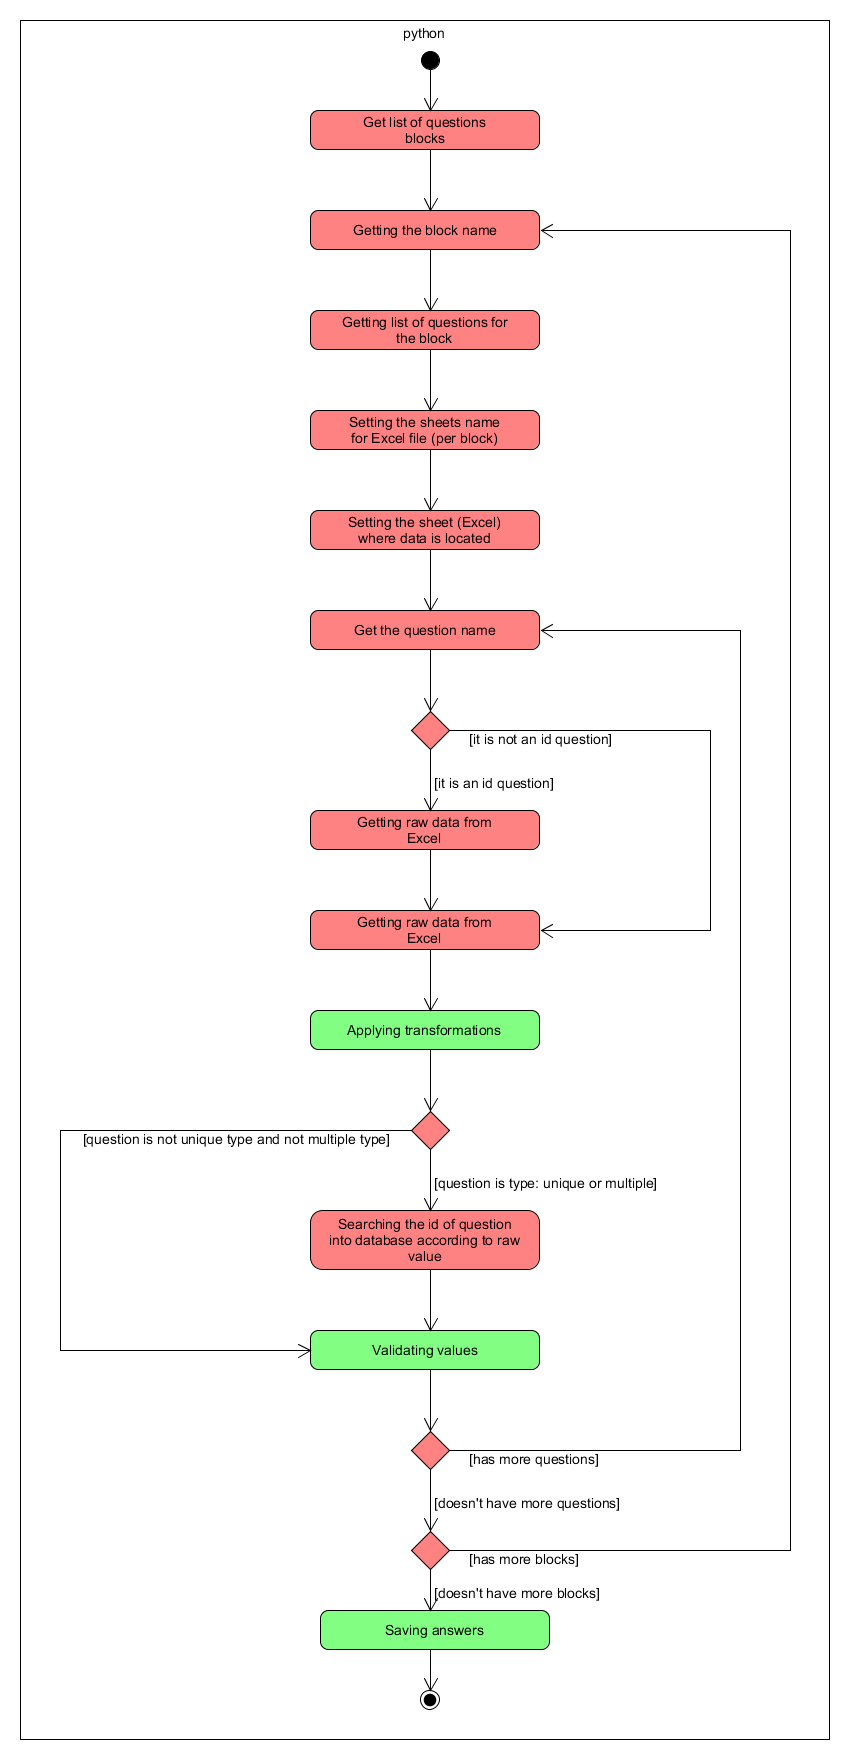 python
Get list of questions
blocks
Getting the block name
Getting list of questions for
the block
Setting the sheets name
for Excel file (per block)
Setting the sheet (Excel)
where data is located
Get the question name
[it is not an id question]
[it is an id question]
Getting raw data from
Excel
Getting raw data from
Excel
Applying transformations
[question is not unique type and not multiple type]
[question is type: unique or multiple]
Searching the id of question
into database according to raw
value
Validating values
[has more questions]
[doesn't have more questions]
[has more blocks]
[doesn't have more blocks]
Saving answers